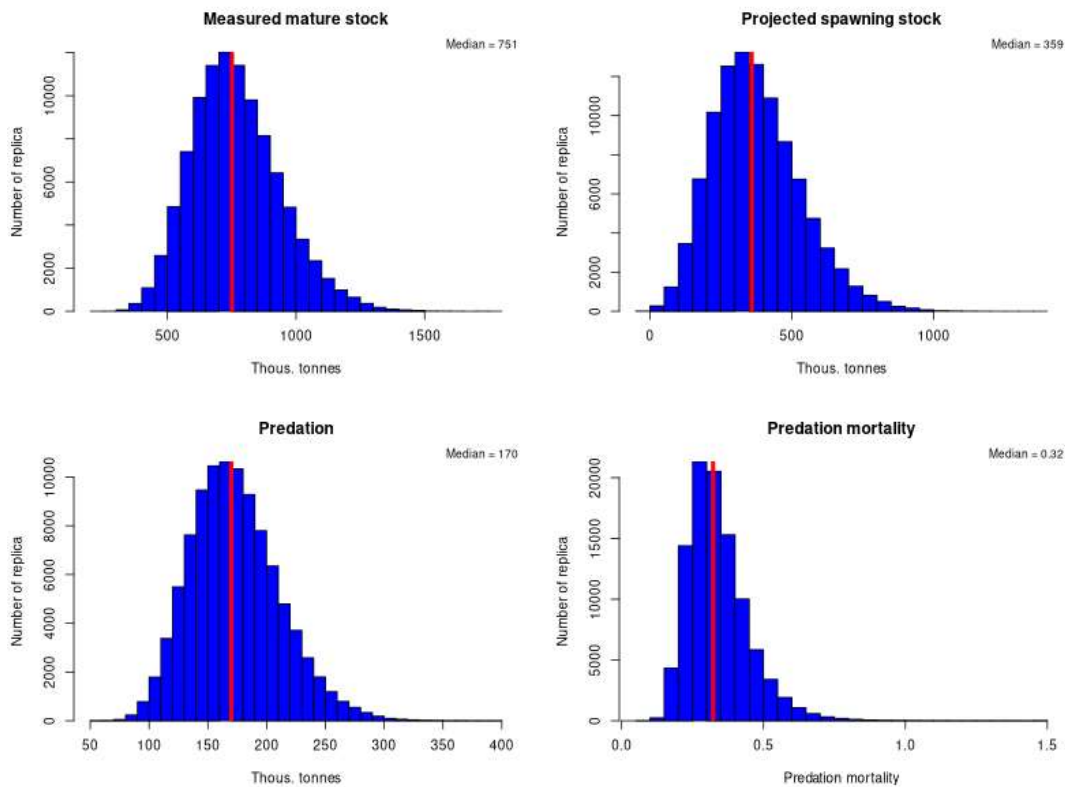 Measured mature stock
Median = 751
Number of replica
0
2000
6000
10000
500
1000
1500
Thous. tonnes
Projected spawning stock
Median = 359
Number of replica
0
2000
6000
10000
0
500
1000
Thous. tonnes
Predation
Median = 170
Number of replica
0
2000
4000
6000
8000
10000
50
100
150
200
250
300
350
400
Thous. tonnes
Predation mortality
Median = 0.32
Number of replica
0
5000
10000
15000
20000
0.0
0.5
1.0
1.5
Predation mortality